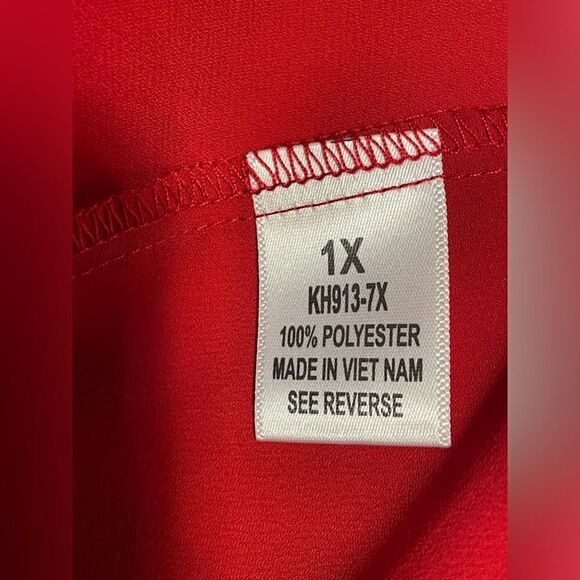 1X
KH913-7X
100% POLYESTER
MADE IN VIET NAM
SEE REVERSE